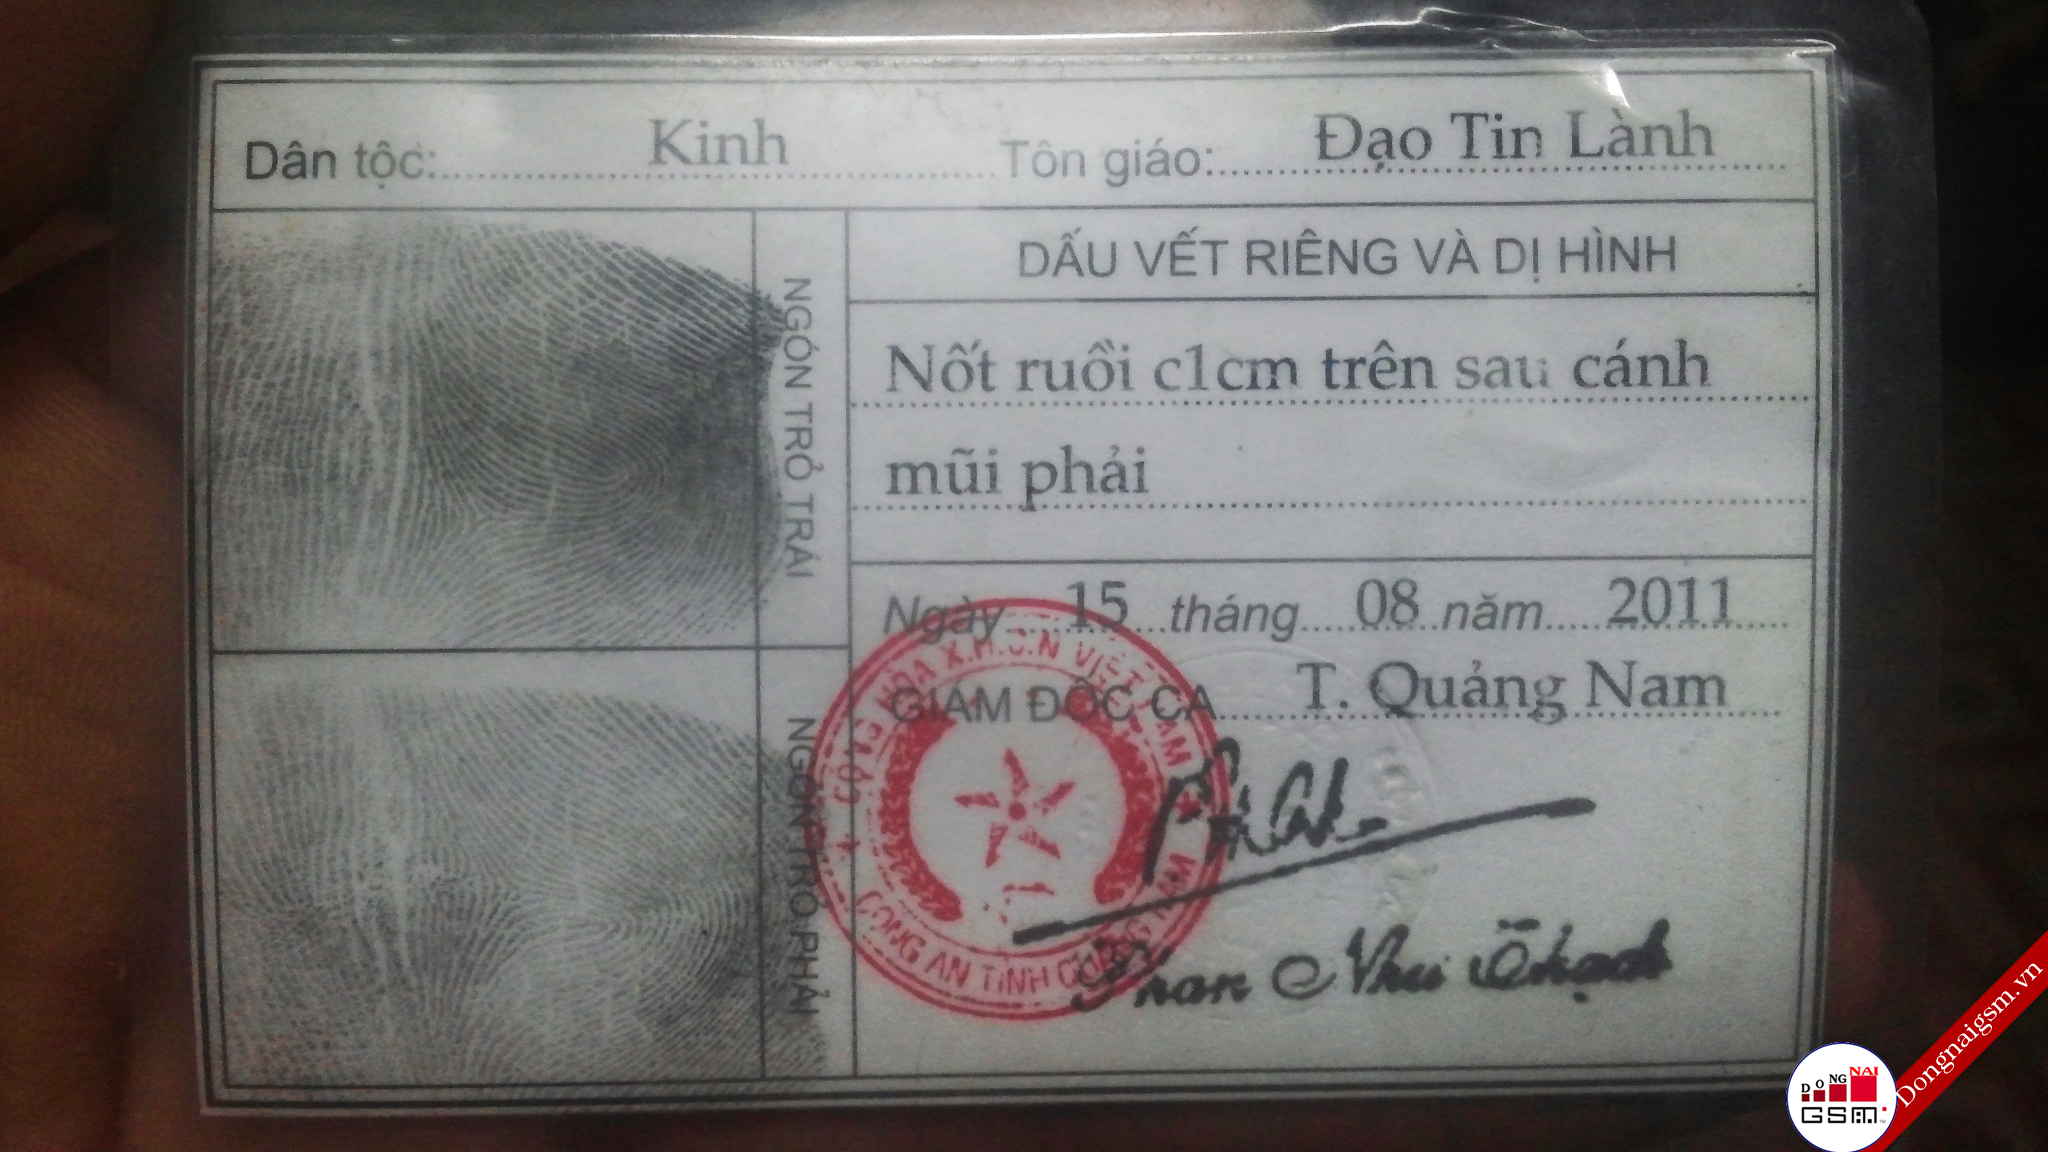 Dân tộc: Kinh Tôn giáo: Đạo Tin Lành
NGÓN TRỎ TRÁI
DẤU VẾT RIÊNG VÀ DỊ HÌNH
Nốt ruồi c1cm trên sau cánh
mũi phải
Ngày 15 tháng 08 năm 2011
GIÁM ĐỐC CA T. Quảng Nam
CỘNG HÒA X.H.C.N VIỆT NAM
CÔNG AN TỈNH QUẢNG NAM
Phan Như Thạch
NGÓN TRỎ PHẢI
DONG NAI
GSM
Dongnaigsm.vn